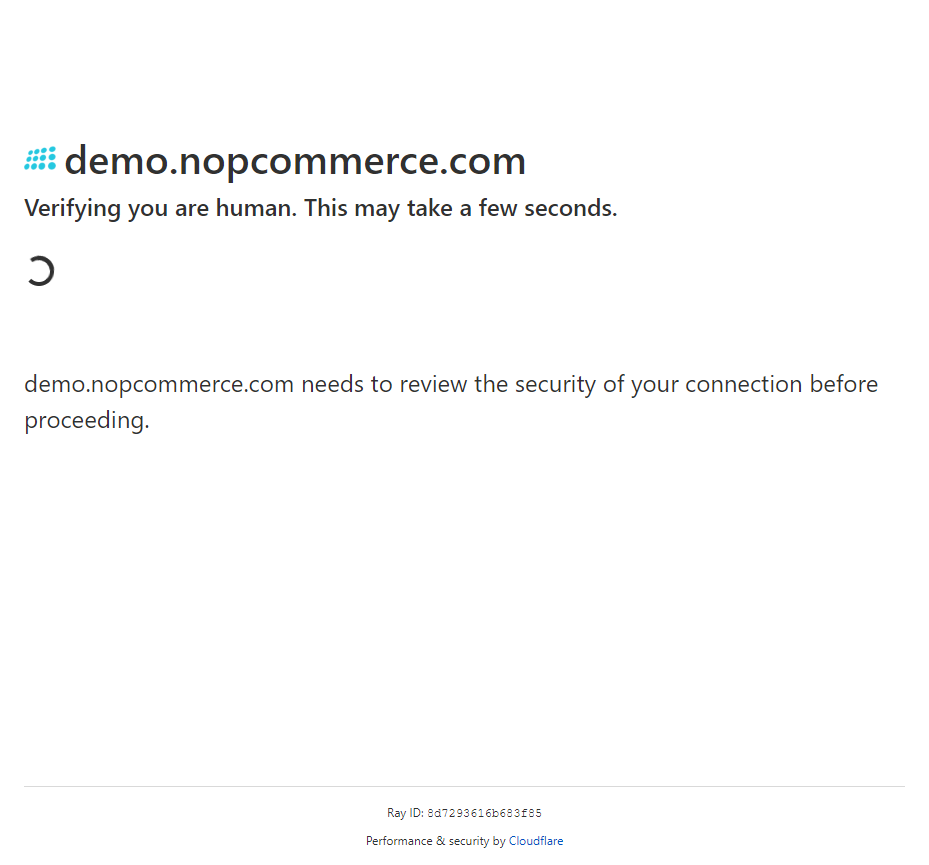 demo.nopcommerce.com
Verifying you are human. This may take a few seconds.
demo.nopcommerce.com needs to review the security of your connection before
proceeding.
Ray ID: 8d7293616b683f85
Performance & security by Cloudflare